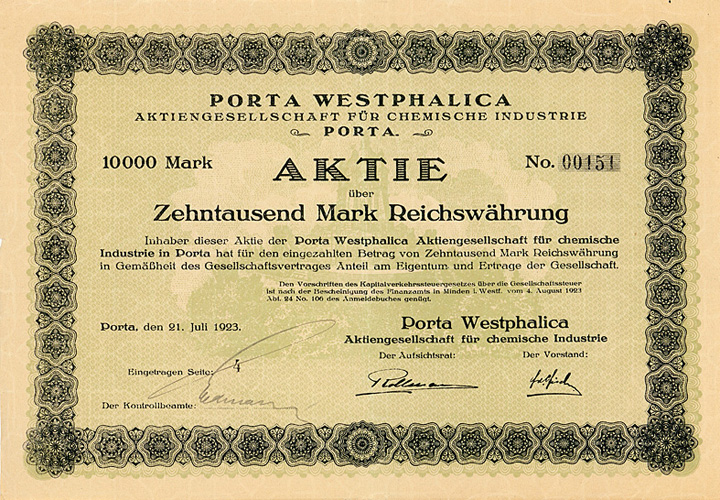 PORTA WESTPHALICA
AKTIENGESELLSCHAFT FÜR CHEMISCHE INDUSTRIE
PORTA.
10000 Mark AKTIE No. 00151
über
Zehntausend Mark Reichswährung
Inhaber dieser Aktie der Porta Westphalica Aktiengesellschaft für chemische
Industrie in Porta hat für den eingezahlten Betrag von Zehntausend Mark Reichswährung
in Gemäßheit des Gesellschaftsvertrages Anteil am Eigentum und Ertrage der Gesellschaft.
Den Vorschriften des Kapitalverkehrssteuergesetzes über die Gesellschaftssteuer
ist nach der Bescheinigung des Finanzamts in Minden i. Westf. vom 4. August 1923
Abt. 24 No. 106 des Anmeldebuches genügt.
Porta, den 21. Juli 1923.
Porta Westphalica
Aktiengesellschaft für chemische Industrie
Der Aufsichtsrat: Der Vorstand:
Eingetragen Seite: 4
Der Kontrollbeamte: